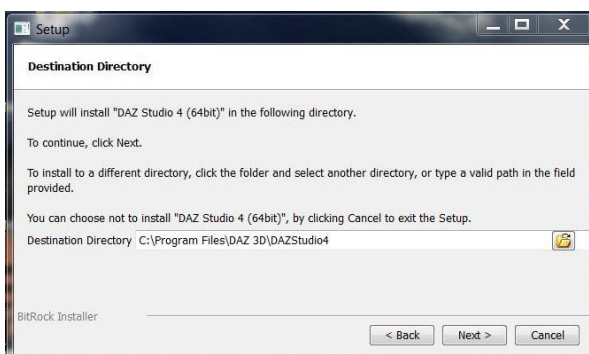 Setup
Destination Directory
Setup will install "DAZ Studio 4 (64bit)" in the following directory.
To continue, click Next.
To install to a different directory, click the folder and select another directory, or type a valid path in the field
provided.
You can choose not to install "DAZ Studio 4 (64bit)", by clicking Cancel to exit the Setup.
Destination Directory C:\Program Files\DAZ 3D\DAZStudio4
BitRock Installer
< Back Next > Cancel